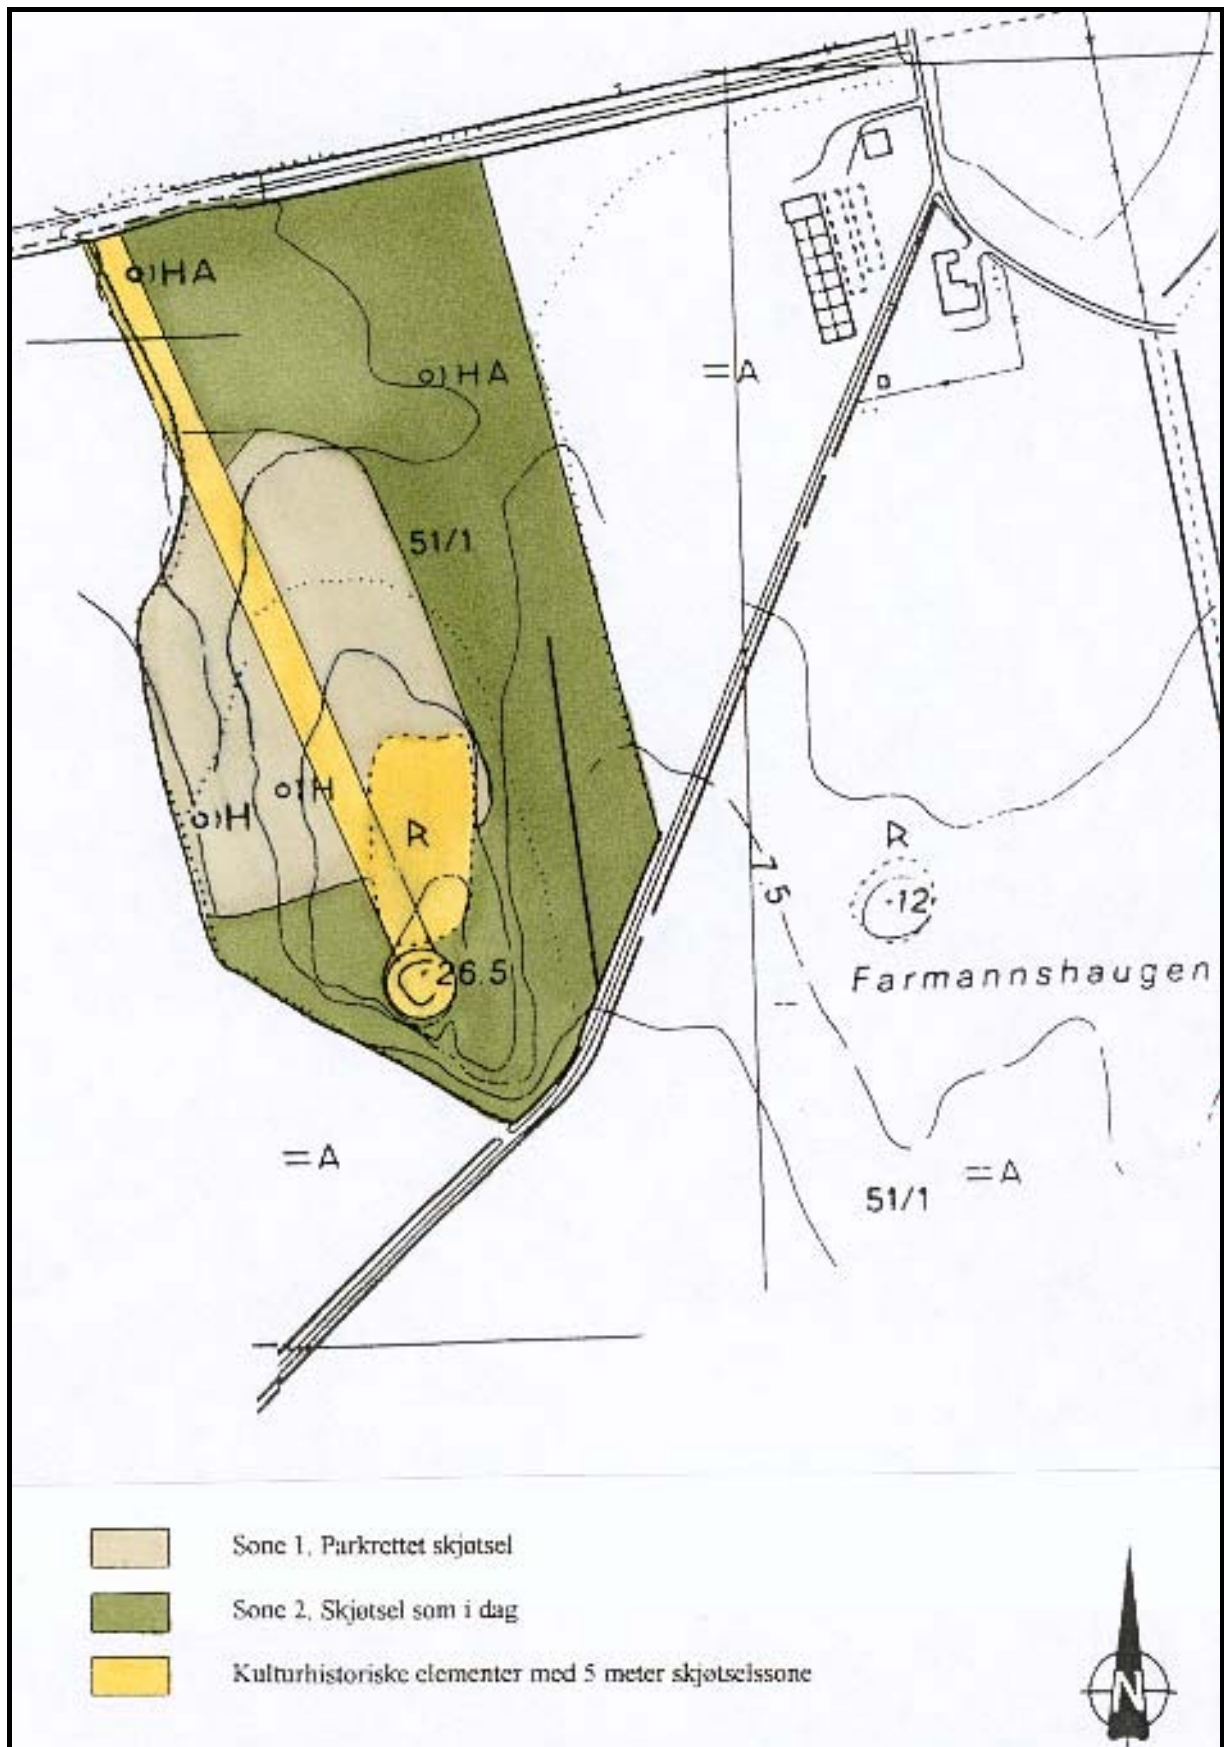 HA
HA
=A
51/1
H
H
R
7.5
R
·12
26.5
Farmannshaugen
=A
=A
51/1
Sone 1, Parkrettet skjøtsel
Sone 2, Skjøtsel som i dag
Kulturhistoriske elementer med 5 meter skjøtselssone
N